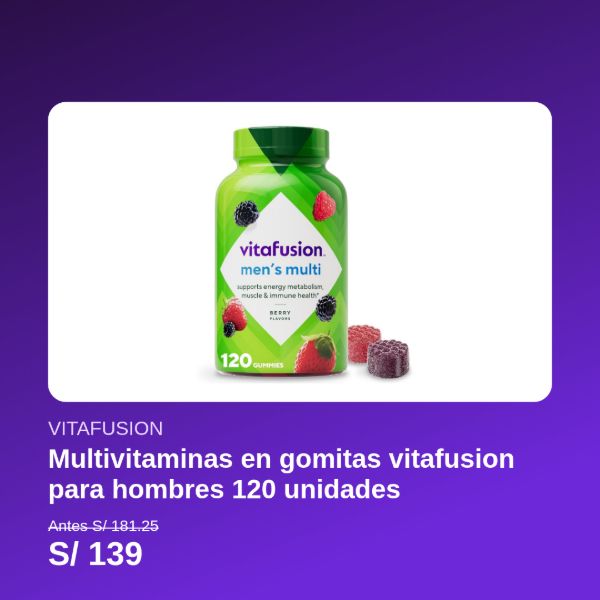 vitafusion
men's multi
supports energy metabolism,
muscle & immune health*
BERRY
FLAVORS
120 GUMMIES
VITAFUSION
Multivitaminas en gomitas vitafusion
para hombres 120 unidades
Antes S/ 181.25
S/ 139